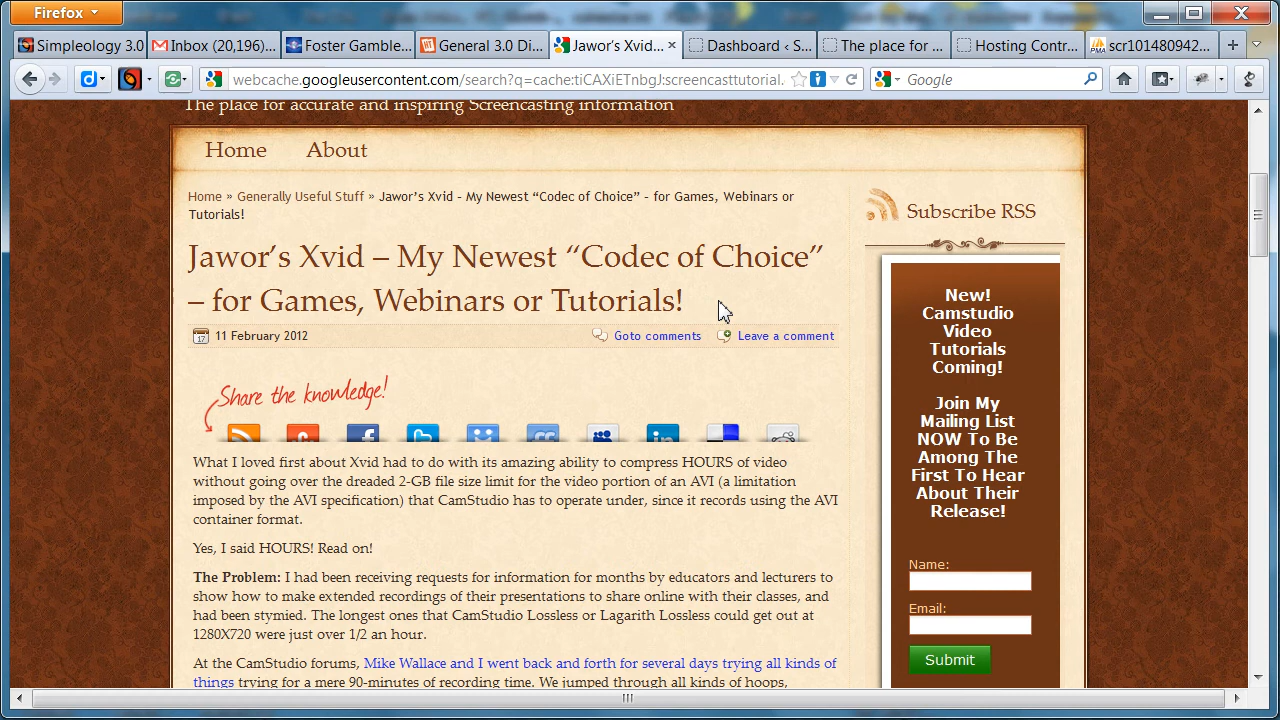 Firefox
Simpleology 3.0
Inbox (20,196)...
Foster Gambla...
General 3.0 Di...
Jawor's Xvid...
Dashboard ‹ S...
The place for ...
Hosting Contr...
scr101480942...
webcache.googleusercontent.com/search?q=cache:tiCAXiETnbgJ:screencasttutorial.
Google
The place for accurate and inspiring Screencasting information
Home
About
Home » Generally Useful Stuff » Jawor’s Xvid - My Newest “Codec of Choice” - for Games, Webinars or
Tutorials!
Jawor’s Xvid – My Newest “Codec of Choice”
– for Games, Webinars or Tutorials!
17
11 February 2012
Goto comments
Leave a comment
Share the knowledge!
What I loved first about Xvid had to do with its amazing ability to compress HOURS of video
without going over the dreaded 2-GB file size limit for the video portion of an AVI (a limitation
imposed by the AVI specification) that CamStudio has to operate under, since it records using the AVI
container format.
Yes, I said HOURS! Read on!
The Problem: I had been receiving requests for information for months by educators and lecturers to
show how to make extended recordings of their presentations to share online with their classes, and
had been stymied. The longest ones that CamStudio Lossless or Lagarith Lossless could get out at
1280X720 were just over 1/2 an hour.
At the CamStudio forums, Mike Wallace and I went back and forth for several days trying all kinds of
things trying for a mere 90-minutes of recording time. We jumped through all kinds of hoops,
Subscribe RSS
New!
Camstudio
Video
Tutorials
Coming!
Join My
Mailing List
NOW To Be
Among The
First To Hear
About Their
Release!
Name:
Email:
Submit